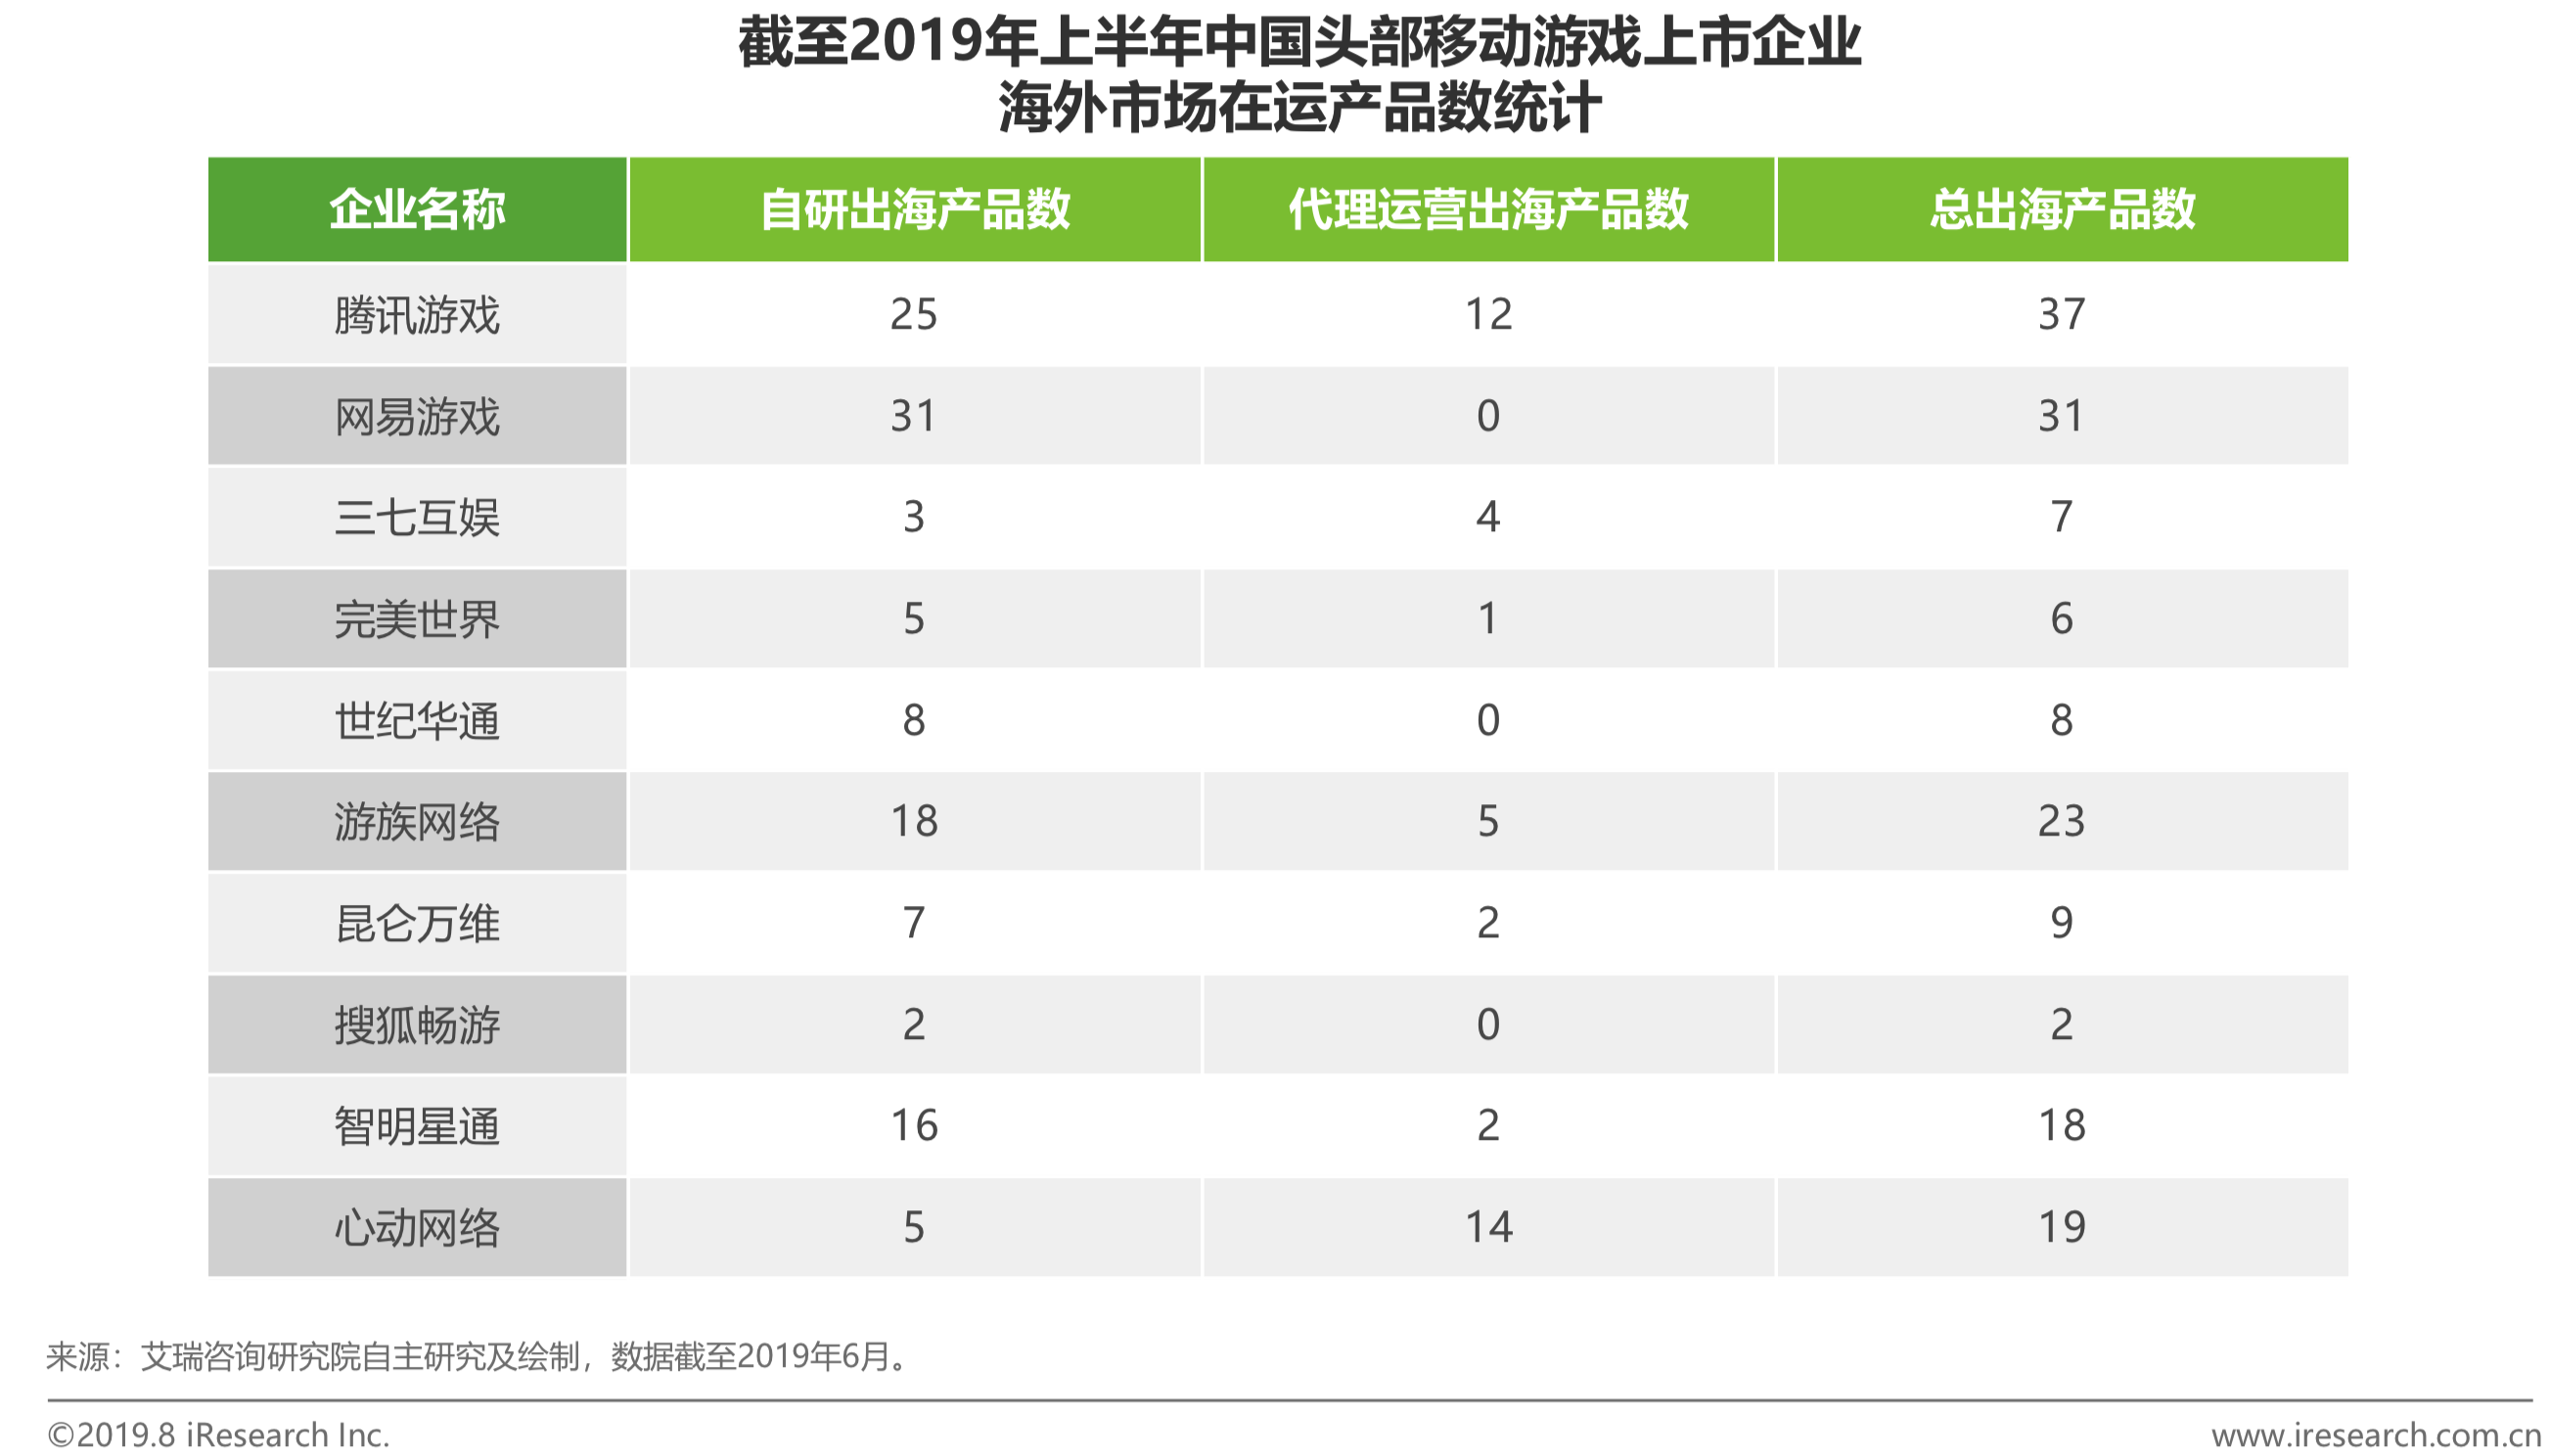 截至2019年上半年中国头部移动游戏上市企业
海外市场在运产品数统计
企业名称 自研出海产品数 代理运营出海产品数 总出海产品数
腾讯游戏 25 12 37
网易游戏 31 0 31
三七互娱 3 4 7
完美世界 5 1 6
世纪华通 8 0 8
游族网络 18 5 23
昆仑万维 7 2 9
搜狐畅游 2 0 2
智明星通 16 2 18
心动网络 5 14 19
来源：艾瑞咨询研究院自主研究及绘制，数据截至2019年6月。
©2019.8 iResearch Inc. www.iresearch.com.cn